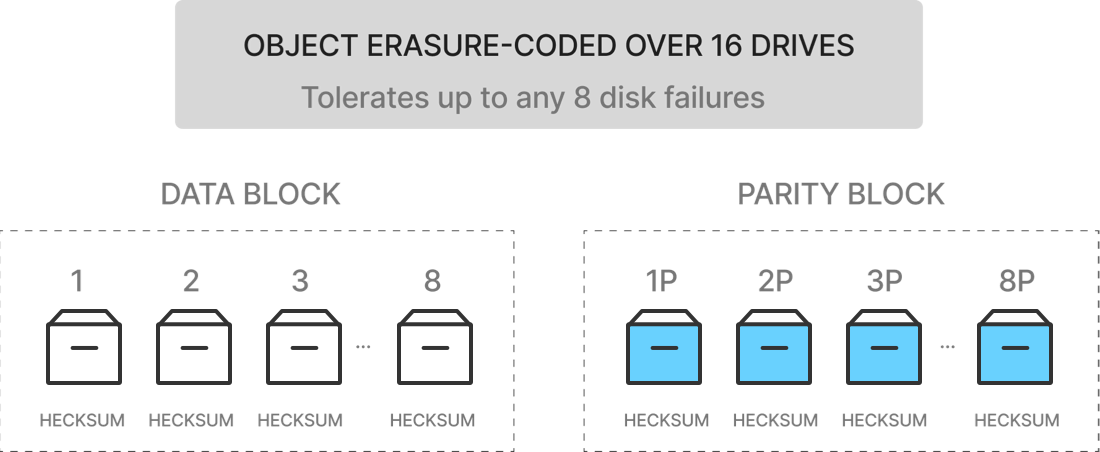 OBJECT ERASURE-CODED OVER 16 DRIVES
Tolerates up to any 8 disk failures
DATA BLOCK
1 2 3 8
...
HECKSUM HECKSUM HECKSUM HECKSUM
PARITY BLOCK
1P 2P 3P 8P
...
HECKSUM HECKSUM HECKSUM HECKSUM